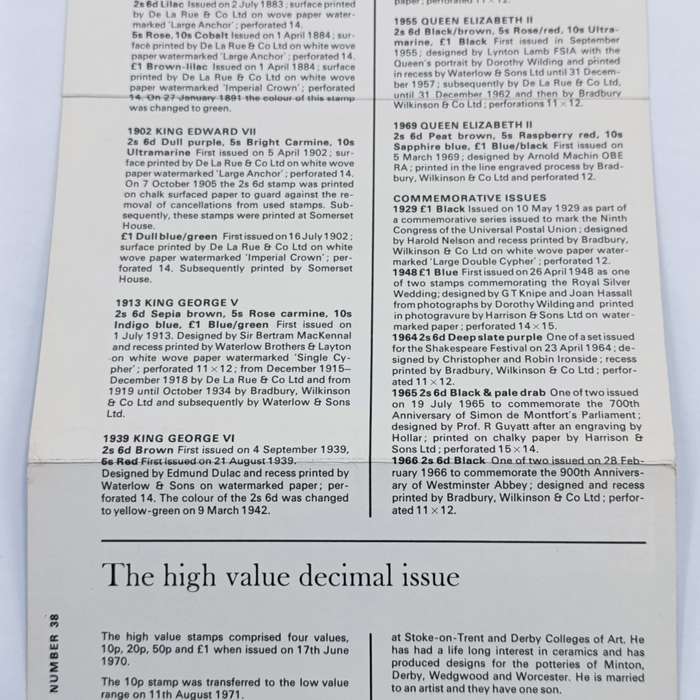 2s 6d Lilac Issued on 2 July 1883; surface printed
by De La Rue & Co Ltd on wove paper water-
marked 'Large Anchor'; perforated 14.
5s Rose, 10s Cobalt Issued on 1 April 1884; sur-
face printed by De La Rue & Co Ltd on white wove
paper watermarked 'Large Anchor'; perforated 14.
£1 Brown-lilac Issued on 1 April 1884; surface
printed by De La Rue & Co Ltd on white wove
paper watermarked 'Imperial Crown'; perforated
14. On 27 January 1891 the colour of this stamp
was changed to green.
1902 KING EDWARD VII
2s 6d Dull purple, 5s Bright Carmine, 10s
Ultramarine First issued on 5 April 1902; sur-
face printed by De La Rue & Co Ltd on white wove
paper watermarked 'Large Anchor'; perforated 14.
On 7 October 1905 the 2s 6d stamp was printed
on chalk surfaced paper to guard against the re-
moval of cancellations from used stamps. Sub-
sequently, these stamps were printed at Somerset
House.
£1 Dull blue/green First issued on 16 July 1902;
surface printed by De La Rue & Co Ltd on white
wove paper watermarked 'Imperial Crown'; per-
forated 14. Subsequently printed by Somerset
House.
1913 KING GEORGE V
2s 6d Sepia brown, 5s Rose carmine, 10s
Indigo blue, £1 Blue/green First issued on
1 July 1913. Designed by Sir Bertram MacKennal
and recess printed by Waterlow Brothers & Layton
on white wove paper watermarked 'Single Cy-
pher'; perforated 11 × 12; from December 1915–
December 1918 by De La Rue & Co Ltd and from
1919 until October 1934 by Bradbury, Wilkinson
& Co Ltd and subsequently by Waterlow & Sons
Ltd.
1939 KING GEORGE VI
2s 6d Brown First issued on 4 September 1939,
5s Red First issued on 21 August 1939.
Designed by Edmund Dulac and recess printed by
Waterlow & Sons on watermarked paper; per-
forated 14. The colour of the 2s 6d was changed
to yellow-green on 9 March 1942.
paper; perforated 11 × 12.
1955 QUEEN ELIZABETH II
2s 6d Black/brown, 5s Rose/red, 10s Ultra-
marine, £1 Black First issued in September
1955; designed by Lynton Lamb FSIA with the
Queen's portrait by Dorothy Wilding and printed
in recess by Waterlow & Sons Ltd until 31 Decem-
ber 1957; subsequently by De La Rue & Co Ltd,
until 31 December 1962 and then by Bradbury
Wilkinson & Co Ltd; perforations 11 × 12.
1969 QUEEN ELIZABETH II
2s 6d Peat brown, 5s Raspberry red, 10s
Sapphire blue, £1 Blue/black First issued on
5 March 1969; designed by Arnold Machin OBE
RA; printed in the line engraved process by Brad-
bury, Wilkinson & Co Ltd and perforated 12.
COMMEMORATIVE ISSUES
1929 £1 Black Issued on 10 May 1929 as part of
a commemorative series issued to mark the Ninth
Congress of the Universal Postal Union; designed
by Harold Nelson and recess printed by Bradbury,
Wilkinson & Co Ltd on white wove paper water-
marked 'Large Double Cypher'; perforated 12.
1948 £1 Blue First issued on 26 April 1948 as one
of two stamps commemorating the Royal Silver
Wedding; designed by G T Knipe and Joan Hassall
from photographs by Dorothy Wilding and printed
in photogravure by Harrison & Sons Ltd on water-
marked paper; perforated 14 × 15.
1964 2s 6d Deep slate purple One of a set issued
for the Shakespeare Festival on 23 April 1964; de-
signed by Christopher and Robin Ironside; recess
printed by Bradbury, Wilkinson & Co Ltd; perfor-
ated 11 × 12.
1965 2s 6d Black & pale drab One of two issued
on 19 July 1965 to commemorate the 700th
Anniversary of Simon de Montfort's Parliament;
designed by Prof. R Guyatt after an engraving by
Hollar; printed on chalky paper by Harrison &
Sons Ltd; perforated 15 × 14.
1966 2s 6d Black One of two issued on 28 Feb-
ruary 1966 to commemorate the 900th Annivers-
ary of Westminster Abbey; designed and recess
printed by Bradbury, Wilkinson & Co Ltd; perfor-
ated 11 × 12.
The high value decimal issue
NUMBER 38
The high value stamps comprised four values,
10p, 20p, 50p and £1 when issued on 17th June
1970.
The 10p stamp was transferred to the low value
range on 11th August 1971.
at Stoke-on-Trent and Derby Colleges of Art. He
has had a life long interest in ceramics and has
produced designs for the potteries of Minton,
Derby, Wedgwood and Worcester. He is married
to an artist and they have one son.